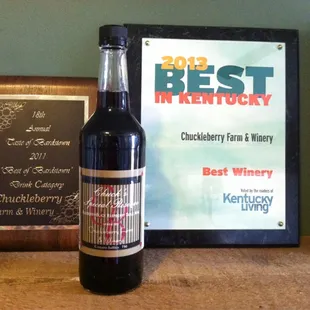 18th
Annual
Taste of Bardstown
2011
"Best of Bardstown"
Drink Category
Chuckleberry
Farm & Winery
2013
BEST
IN KENTUCKY
Chuckleberry Farm & Winery
Best Winery
Voted by the readers of
Kentucky
Living